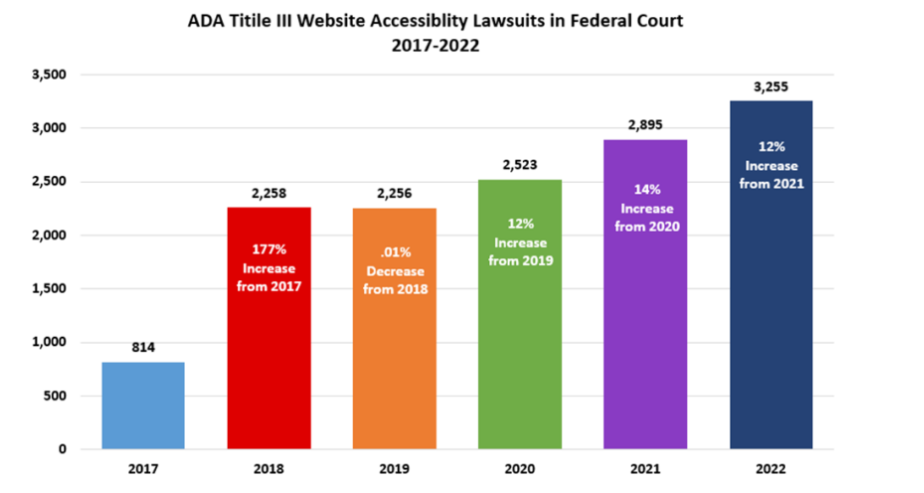 ADA Titile III Website Accessiblity Lawsuits in Federal Court
2017-2022
3,500
3,000
2,500
2,000
1,500
1,000
500
0
814
2,258
177%
Increase
from 2017
2,256
.01%
Decrease
from 2018
2,523
12%
Increase
from 2019
2,895
14%
Increase
from 2020
3,255
12%
Increase
from 2021
2017
2018
2019
2020
2021
2022